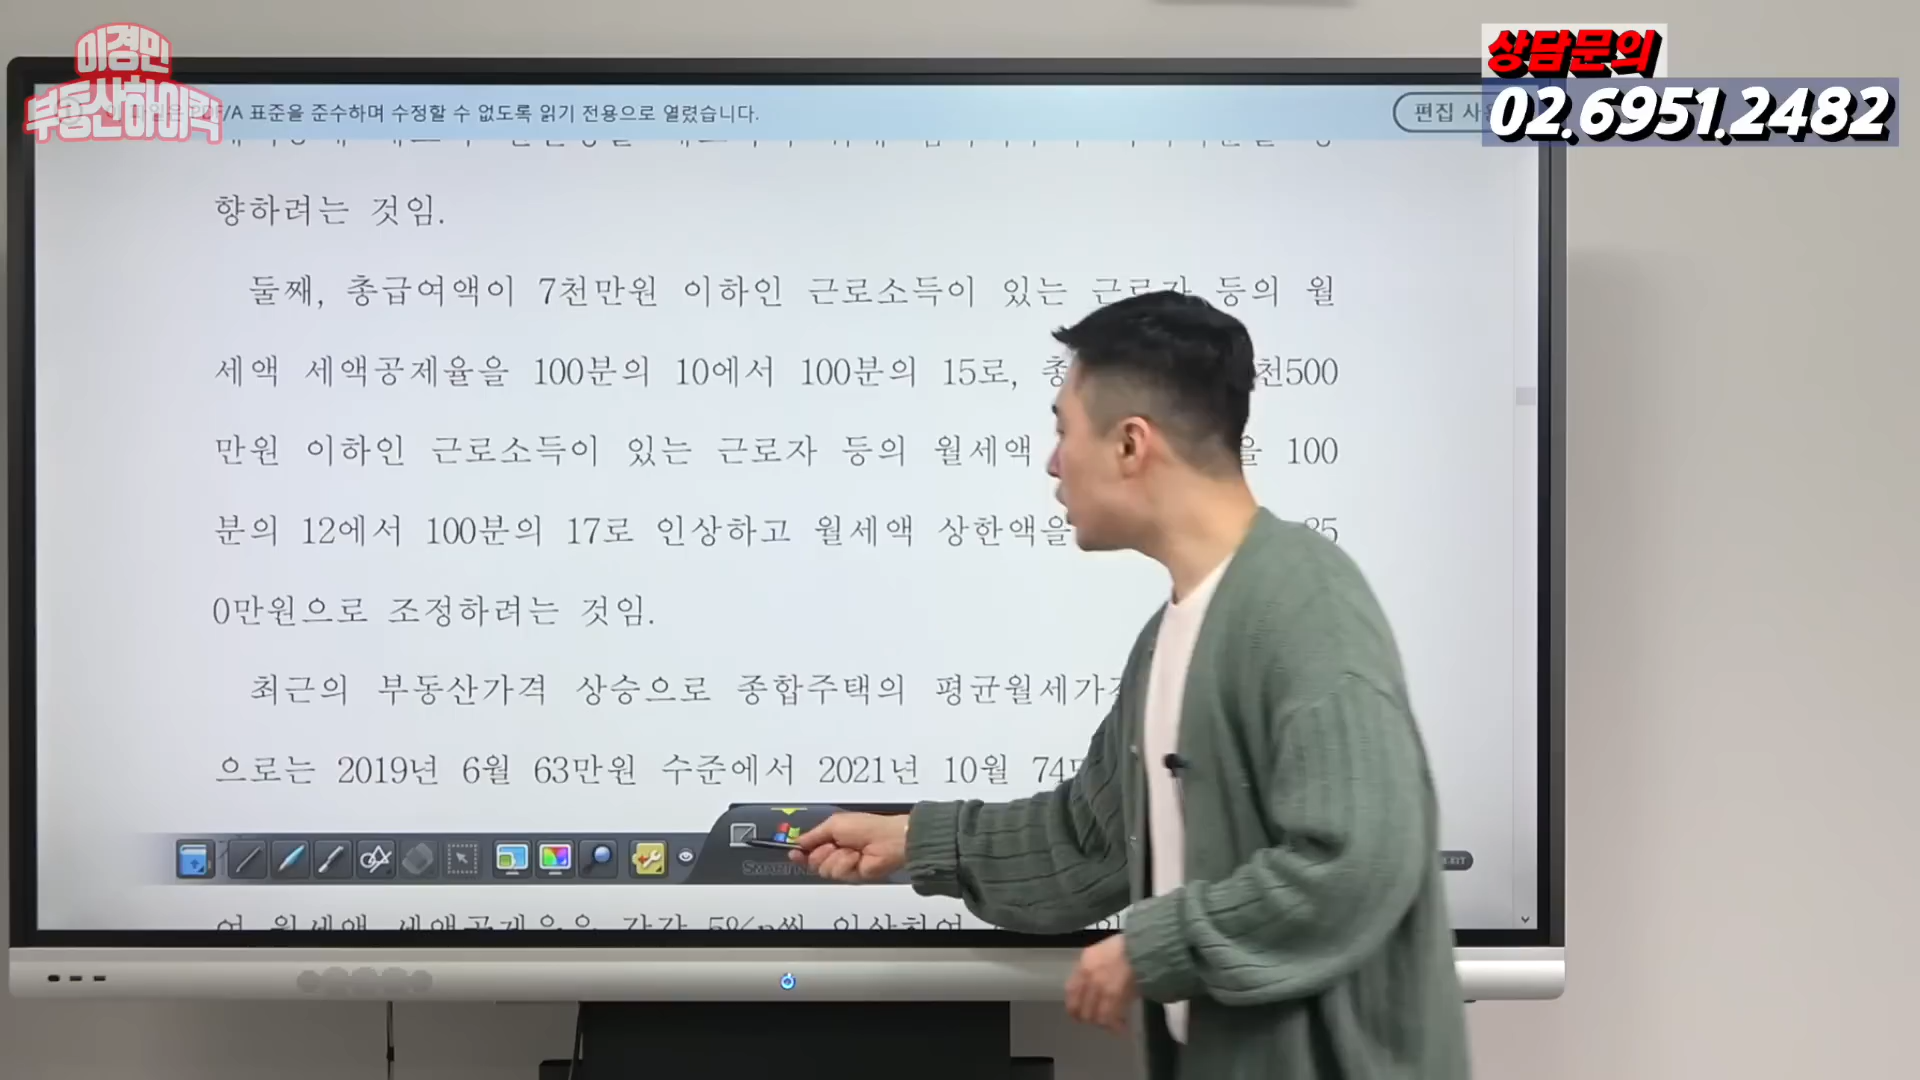 이경민
부동산하이킥
상담문의
02.6951.2482
/A 표준을 준수하며 수정할 수 없도록 읽기 전용으로 열렸습니다.
편집
향하려는 것임.
둘째, 총급여액이 7천만원 이하인 근로소득이 있는 근로자 등의 월
세액 세액공제율을 100분의 10에서 100분의 15로, 천500
만원 이하인 근로소득이 있는 근로자 등의 월세액 100
분의 12에서 100분의 17로 인상하고 월세액 상한액을
0만원으로 조정하려는 것임.
최근의 부동산가격 상승으로 종합주택의
으로는 2019년 6월 63만원 수준에서 2021년 10월